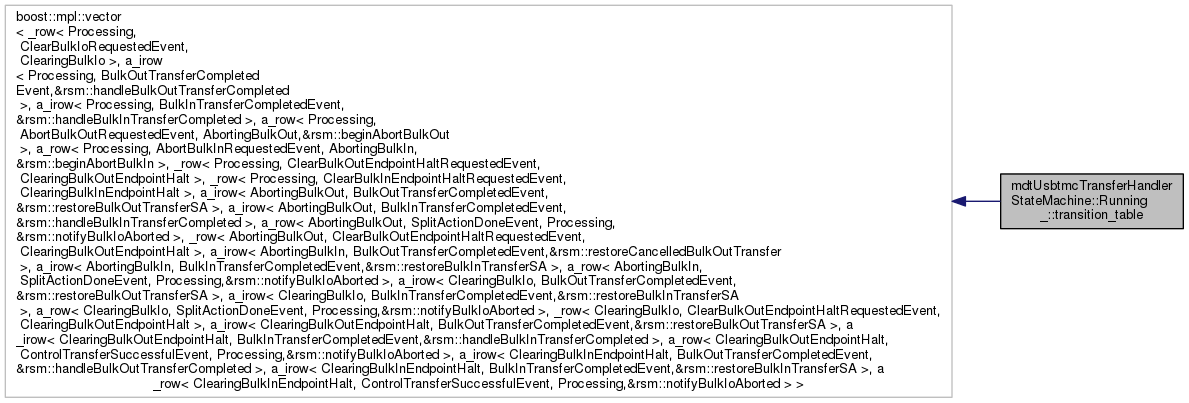 boost::mpl::vector
< _row< Processing,
ClearBulkIoRequestedEvent,
ClearingBulkIo >, a_irow
< Processing, BulkOutTransferCompleted
Event,&rsm::handleBulkOutTransferCompleted
>, a_irow< Processing, BulkInTransferCompletedEvent,
&rsm::handleBulkInTransferCompleted >, a_row< Processing,
AbortBulkOutRequestedEvent, AbortingBulkOut,&rsm::beginAbortBulkOut
>, a_row< Processing, AbortBulkInRequestedEvent, AbortingBulkIn,
&rsm::beginAbortBulkIn >, _row< Processing, ClearBulkOutEndpointHaltRequestedEvent,
ClearingBulkOutEndpointHalt >, _row< Processing, ClearBulkInEndpointHaltRequestedEvent,
ClearingBulkInEndpointHalt >, a_irow< AbortingBulkOut, BulkOutTransferCompletedEvent,
&rsm::restoreBulkOutTransferSA >, a_irow< AbortingBulkOut, BulkInTransferCompletedEvent,
&rsm::handleBulkInTransferCompleted >, a_row< AbortingBulkOut, SplitActionDoneEvent, Processing,
&rsm::notifyBulkIoAborted >, _row< AbortingBulkOut, ClearBulkOutEndpointHaltRequestedEvent,
ClearingBulkOutEndpointHalt >, a_irow< AbortingBulkIn, BulkOutTransferCompletedEvent,&rsm::restoreCancelledBulkOutTransfer
>, a_irow< AbortingBulkIn, BulkInTransferCompletedEvent,&rsm::restoreBulkInTransferSA >, a_row< AbortingBulkIn,
SplitActionDoneEvent, Processing,&rsm::notifyBulkIoAborted >, a_irow< ClearingBulkIo, BulkOutTransferCompletedEvent,
&rsm::restoreBulkOutTransferSA >, a_irow< ClearingBulkIo, BulkInTransferCompletedEvent,&rsm::restoreBulkInTransferSA
>, a_row< ClearingBulkIo, SplitActionDoneEvent, Processing,&rsm::notifyBulkIoAborted >, _row< ClearingBulkIo, ClearBulkOutEndpointHaltRequestedEvent,
ClearingBulkOutEndpointHalt >, a_irow< ClearingBulkOutEndpointHalt, BulkOutTransferCompletedEvent,&rsm::restoreBulkOutTransferSA >, a
_irow< ClearingBulkOutEndpointHalt, BulkInTransferCompletedEvent,&rsm::handleBulkInTransferCompleted >, a_row< ClearingBulkOutEndpointHalt,
ControlTransferSuccessfulEvent, Processing,&rsm::notifyBulkIoAborted >, a_irow< ClearingBulkInEndpointHalt, BulkOutTransferCompletedEvent,
&rsm::handleBulkOutTransferCompleted >, a_irow< ClearingBulkInEndpointHalt, BulkInTransferCompletedEvent,&rsm::restoreBulkInTransferSA >, a
_row< ClearingBulkInEndpointHalt, ControlTransferSuccessfulEvent, Processing,&rsm::notifyBulkIoAborted > >
mdtUsbtmcTransferHandler
StateMachine::Running
_::transition_table